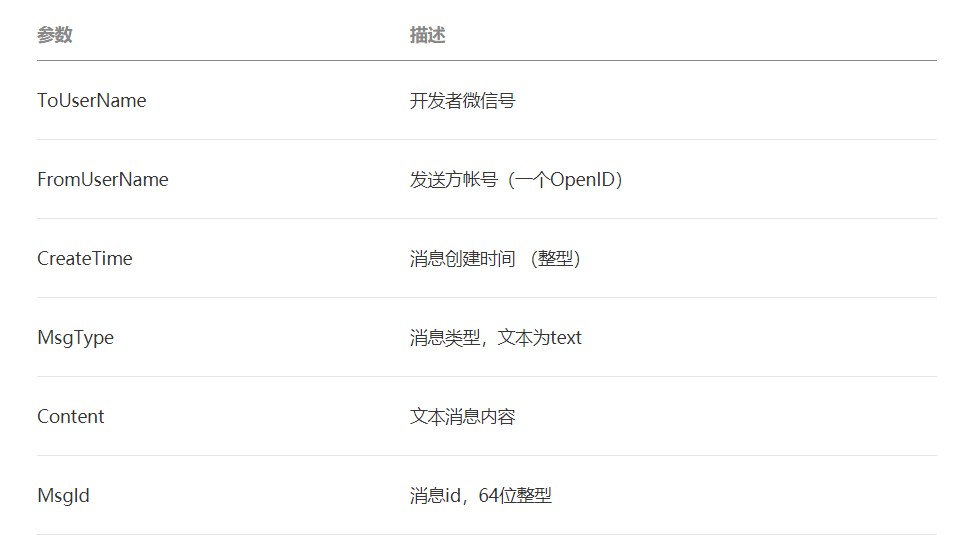 参数 描述
ToUserName 开发者微信号
FromUserName 发送方帐号（一个OpenID）
CreateTime 消息创建时间 （整型）
MsgType 消息类型，文本为text
Content 文本消息内容
MsgId 消息id，64位整型